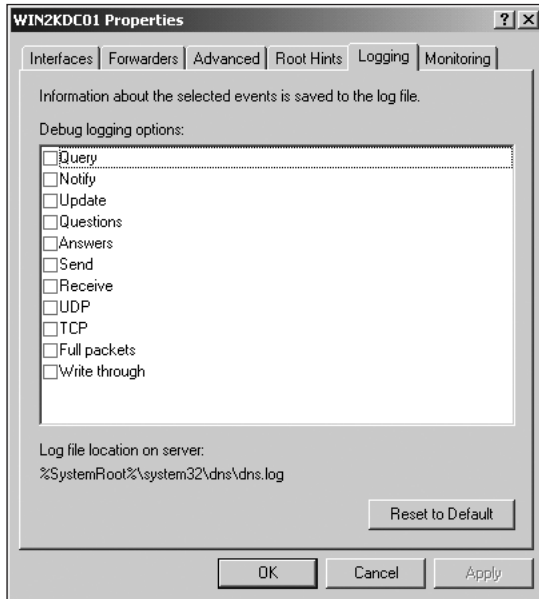 WIN2KDC01 Properties
Interfaces Forwarders Advanced Root Hints Logging Monitoring
Information about the selected events is saved to the log file.
Debug logging options:
Query
Notify
Update
Questions
Answers
Send
Receive
UDP
TCP
Full packets
Write through
Log file location on server:
%SystemRoot%\system32\dns\dns.log
Reset to Default
OK Cancel Apply